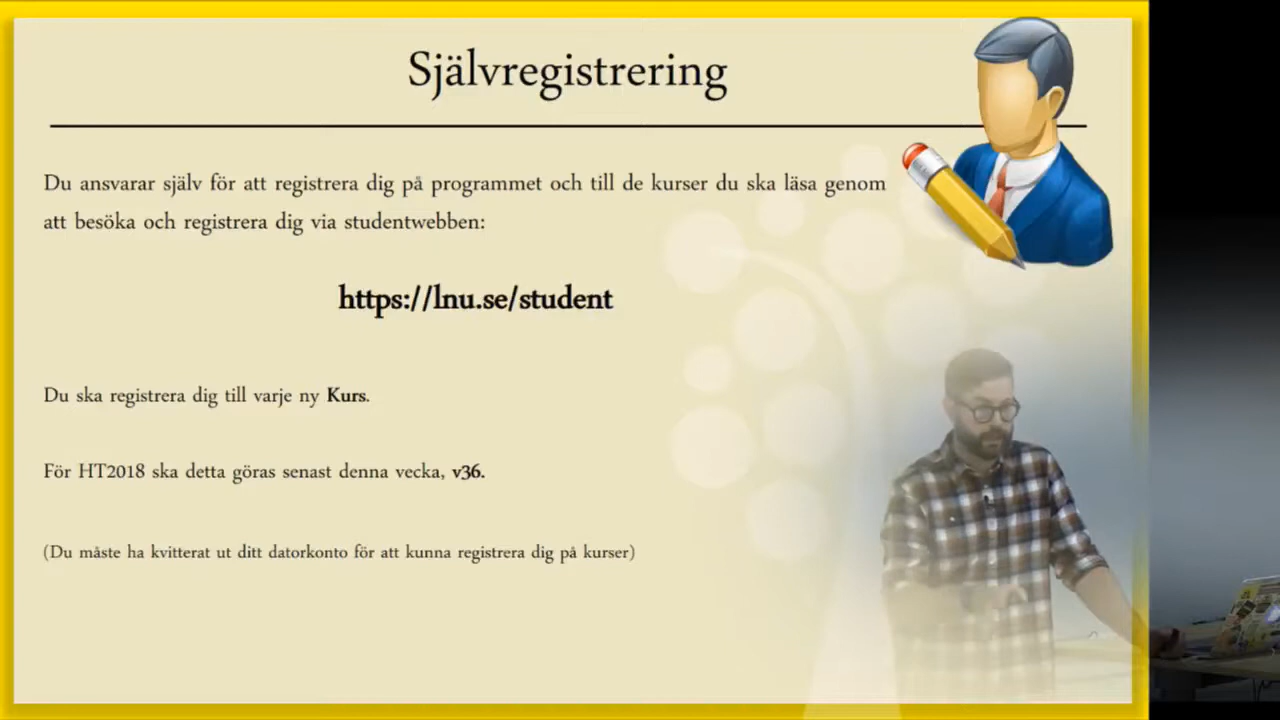 Självregistrering
Du ansvarar själv för att registrera dig på programmet och till de kurser du ska läsa genom
att besöka och registrera dig via studentwebben:
https://lnu.se/student
Du ska registrera dig till varje ny Kurs.
För HT2018 ska detta göras senast denna vecka, v36.
(Du måste ha kvitterat ut ditt datorkonto för att kunna registrera dig på kurser)